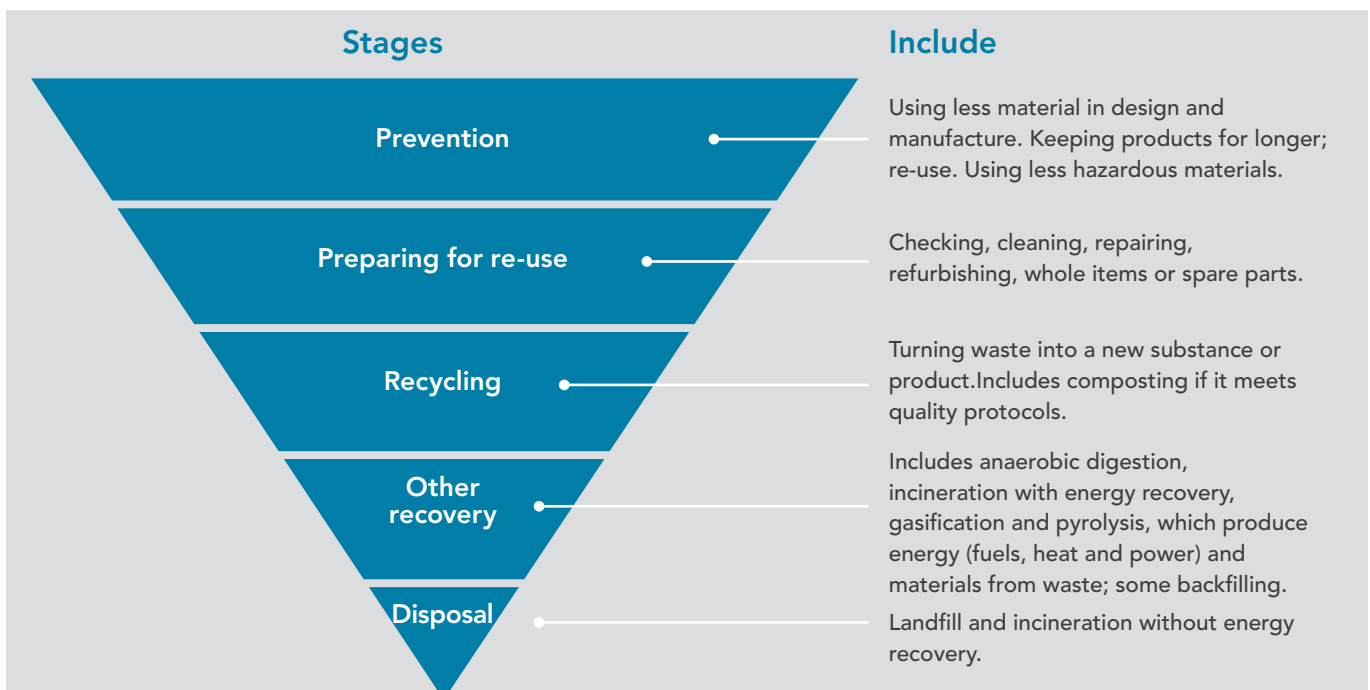 Stages
Include
Prevention
Using less material in design and
manufacture. Keeping products for longer;
re-use. Using less hazardous materials.
Preparing for re-use
Checking, cleaning, repairing,
refurbishing, whole items or spare parts.
Recycling
Turning waste into a new substance or
product.Includes composting if it meets
quality protocols.
Other
recovery
Includes anaerobic digestion,
incineration with energy recovery,
gasification and pyrolysis, which produce
energy (fuels, heat and power) and
materials from waste; some backfilling.
Disposal
Landfill and incineration without energy
recovery.